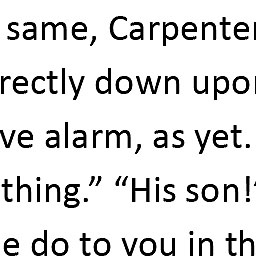 same, Carpenter
rectly down upon
ve alarm, as yet.
thing.” “His son!”
e do to you in th